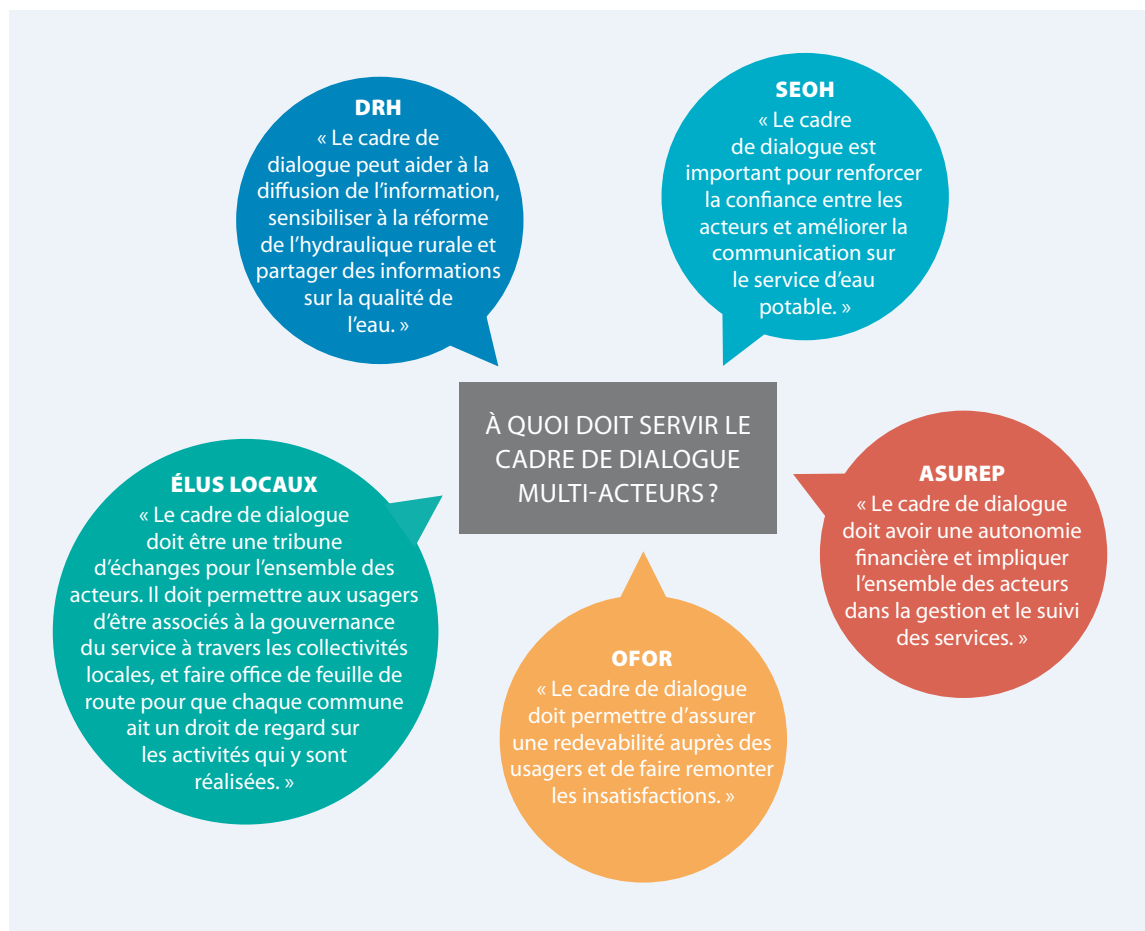 DRH
« Le cadre de
dialogue peut aider à la
diffusion de l’information,
sensibiliser à la réforme
de l’hydraulique rurale et
partager des informations
sur la qualité de
l’eau. »
SEOH
« Le cadre
de dialogue est
important pour renforcer
la confiance entre les
acteurs et améliorer la
communication sur
le service d’eau
potable. »
À QUOI DOIT SERVIR LE
CADRE DE DIALOGUE
MULTI-ACTEURS ?
ÉLUS LOCAUX
« Le cadre de dialogue
doit être une tribune
d’échanges pour l’ensemble des
acteurs. Il doit permettre aux usagers
d’être associés à la gouvernance
du service à travers les collectivités
locales, et faire office de feuille de
route pour que chaque commune
ait un droit de regard sur
les activités qui y sont
réalisées. »
ASUREP
« Le cadre de dialogue
doit avoir une autonomie
financière et impliquer
l’ensemble des acteurs
dans la gestion et le suivi
des services. »
OFOR
« Le cadre de dialogue
doit permettre d’assurer
une redevabilité auprès des
usagers et de faire remonter
les insatisfactions. »